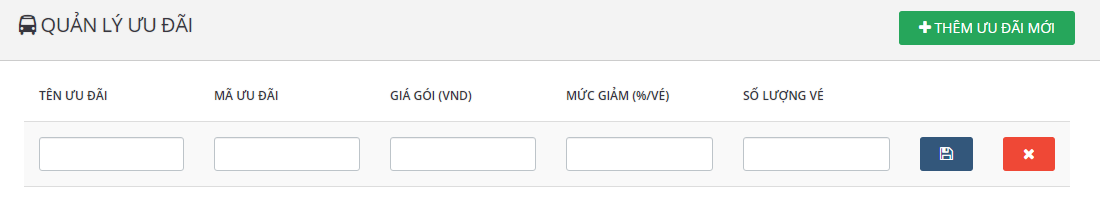 QUẢN LÝ ƯU ĐÃI
THÊM ƯU ĐÃI MỚI
TÊN ƯU ĐÃI MÃ ƯU ĐÃI GIÁ GÓI (VND) MỨC GIẢM (%/VÉ) SỐ LƯỢNG VÉ